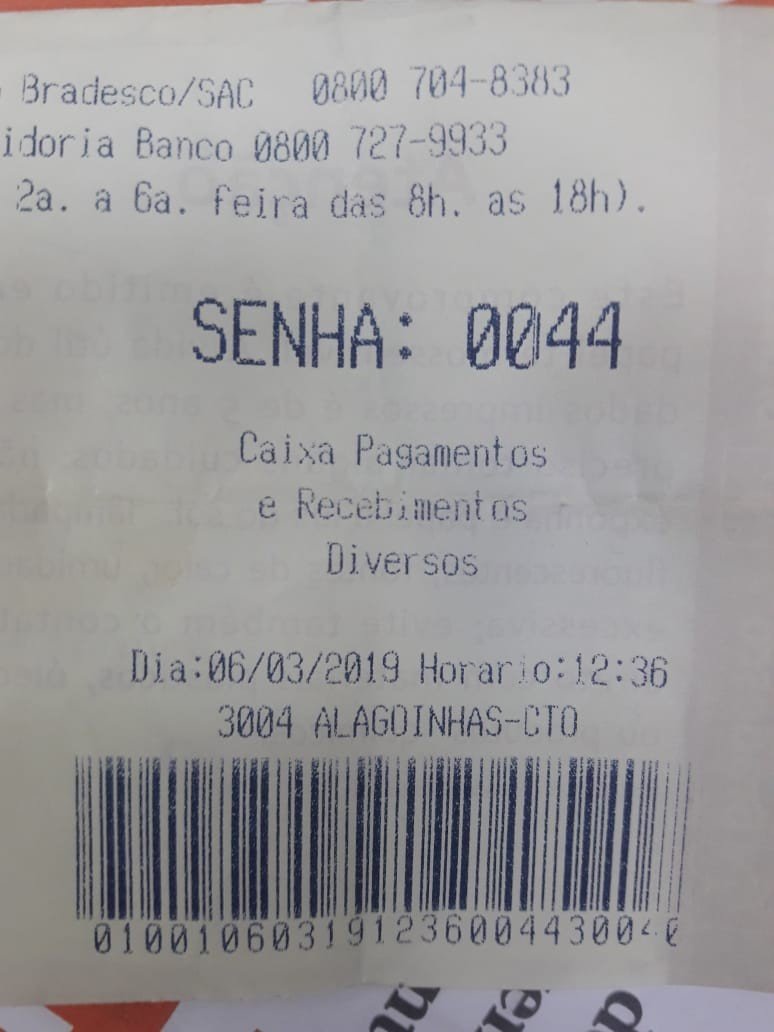 Bradesco/SAC 0800 704-8383
idoria Banco 0800 727-9933
2a. a 6a. feira das 8h. as 18h).
SENHA: 0044
Caixa Pagamentos
e Recebimentos
Diversos
Dia:06/03/2019 Horario:12:36
3004 ALAGOINHAS-CTO
010010603191236004430040